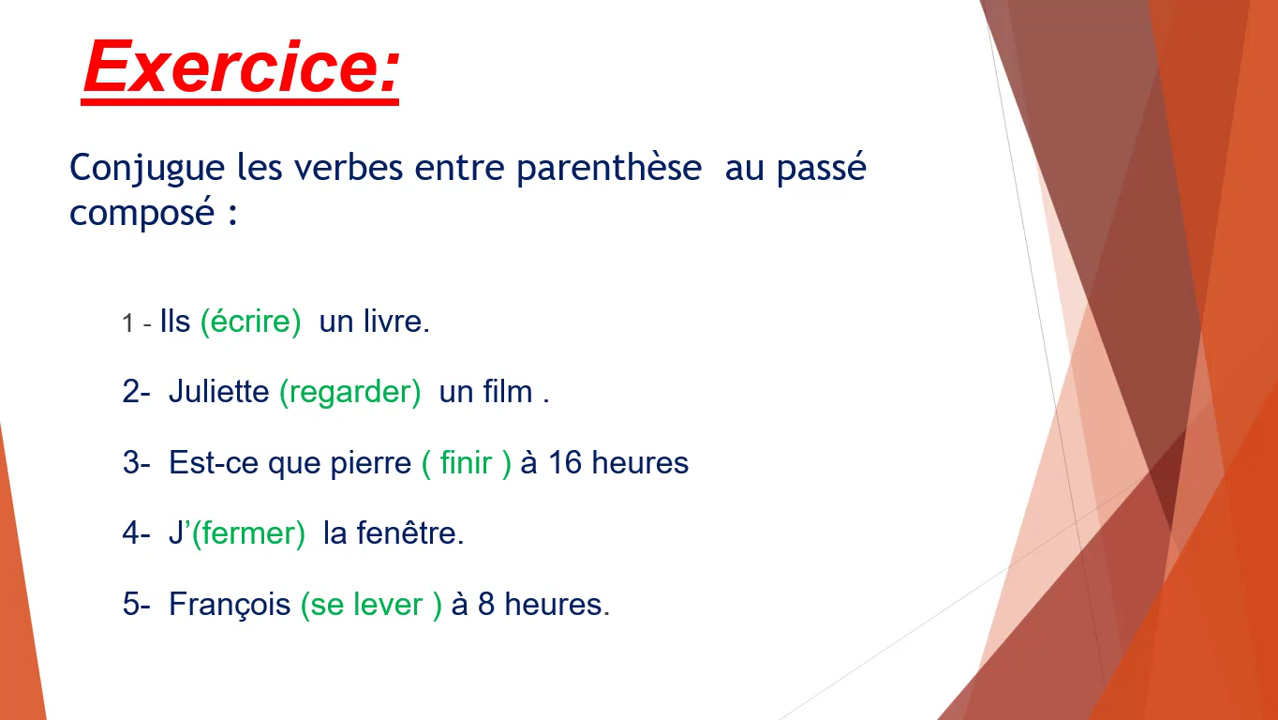 Exercice:
Conjugue les verbes entre parenthèse au passé
composé :
1 - Ils (écrire) un livre.
2- Juliette (regarder) un film .
3- Est-ce que pierre ( finir ) à 16 heures
4- J’(fermer) la fenêtre.
5- François (se lever ) à 8 heures.